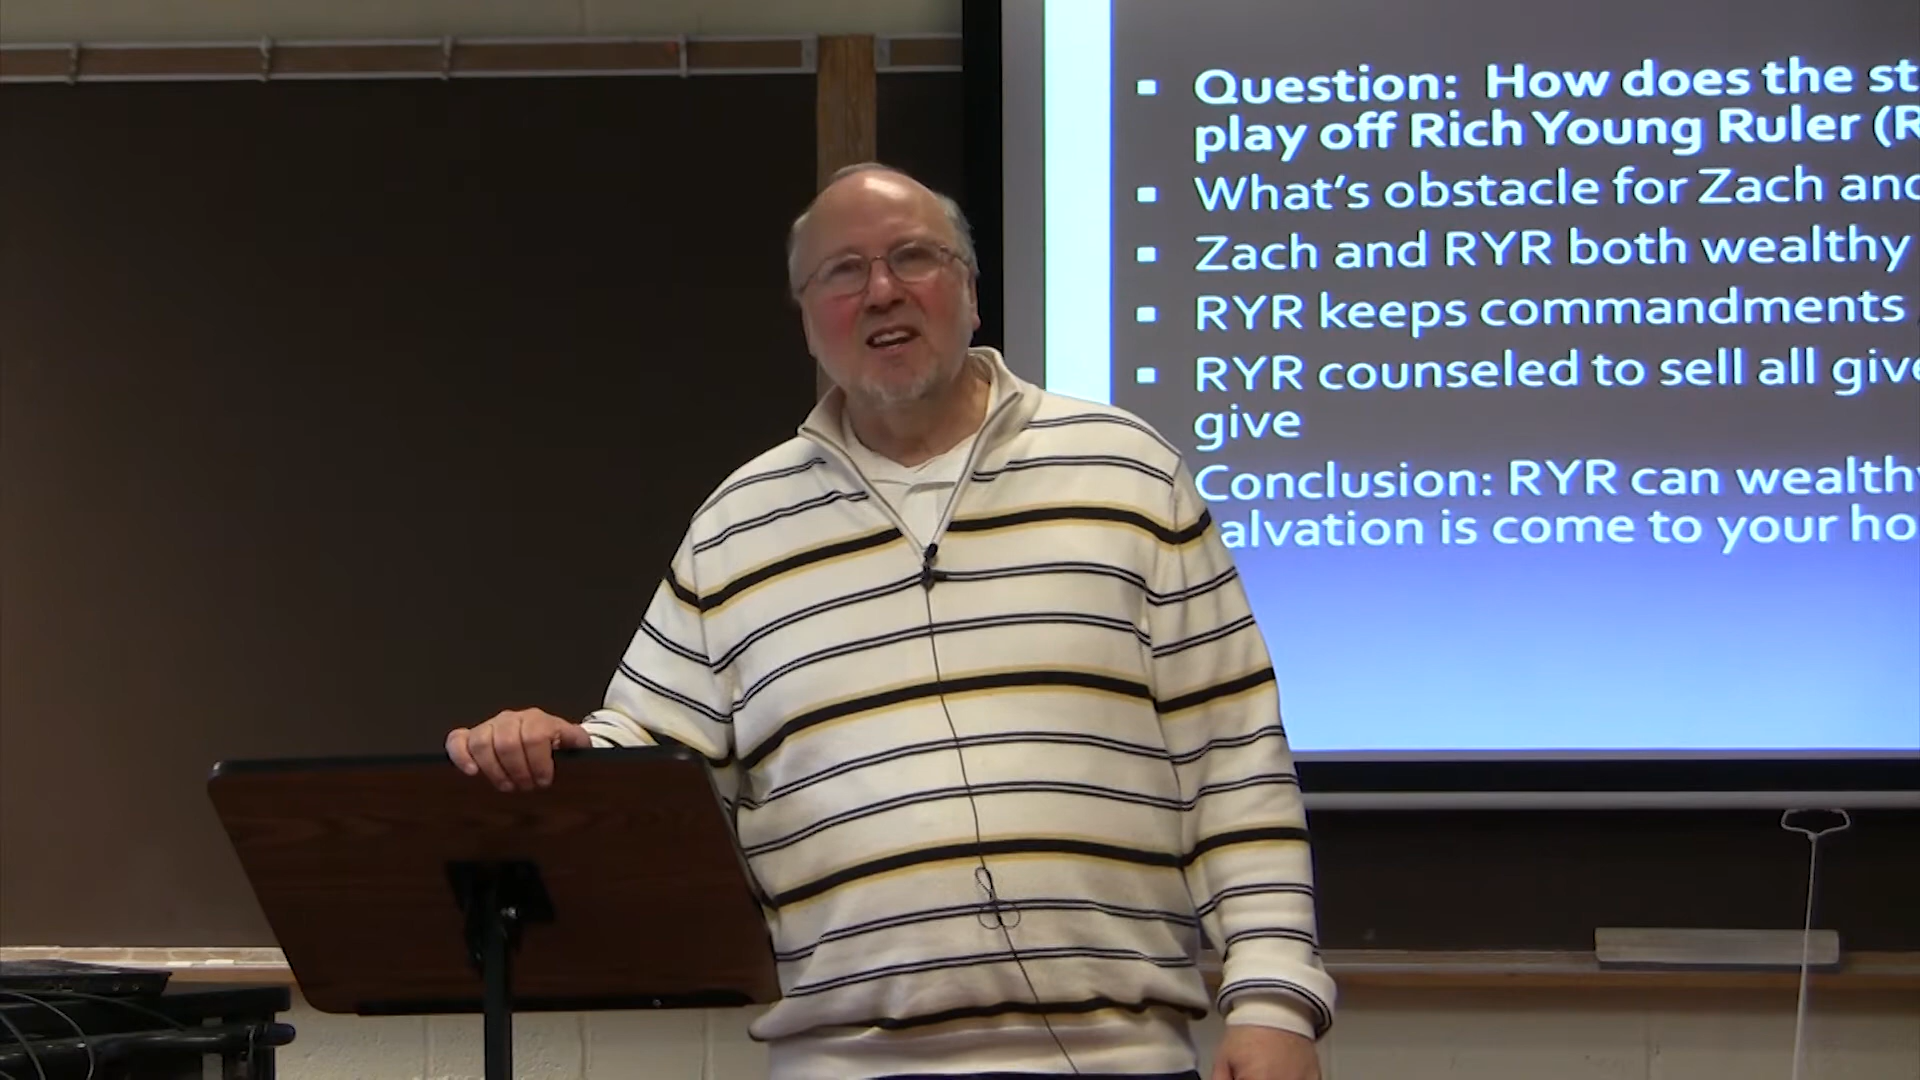 Question: How does the st
play off Rich Young Ruler (R
What's obstacle for Zach and
Zach and RYR both wealthy
RYR keeps commandments
RYR counseled to sell all give
give
Conclusion: RYR can wealthy
alvation is come to your ho